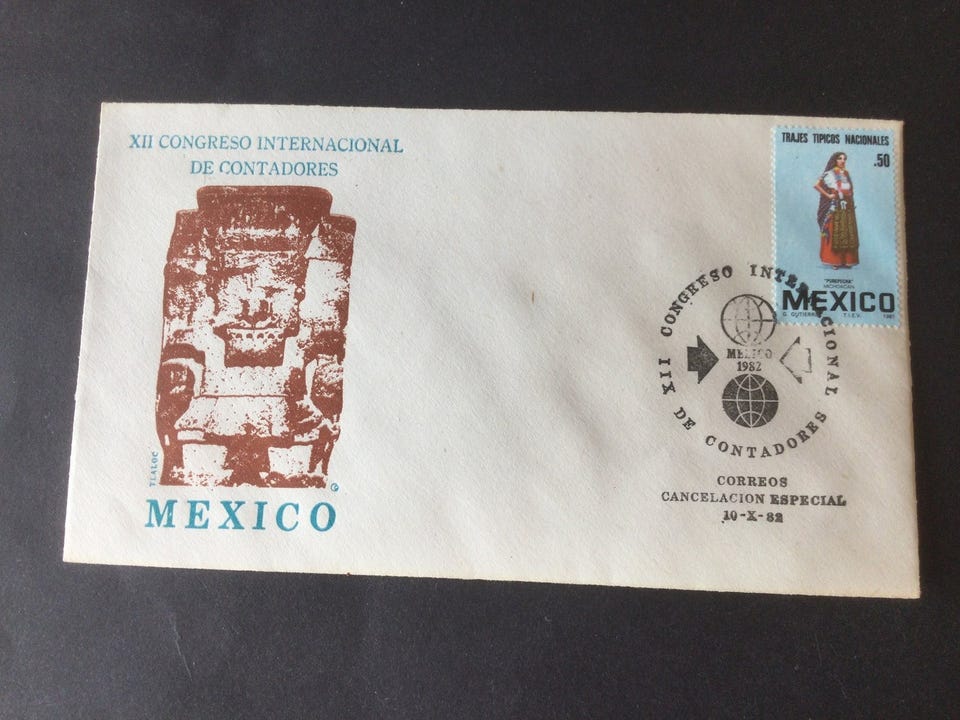 XII CONGRESO INTERNACIONAL
DE CONTADORES
TLALOC
MEXICO
TRAJES TIPICOS NACIONALES
.50
"PUREPECHA"
MICHOACAN
MEXICO
G. GUTIERREZ T.I.E.V. 1981
XII CONGRESO INTERNACIONAL
DE CONTADORES
MEXICO
1982
CORREOS
CANCELACION ESPECIAL
10-X-82